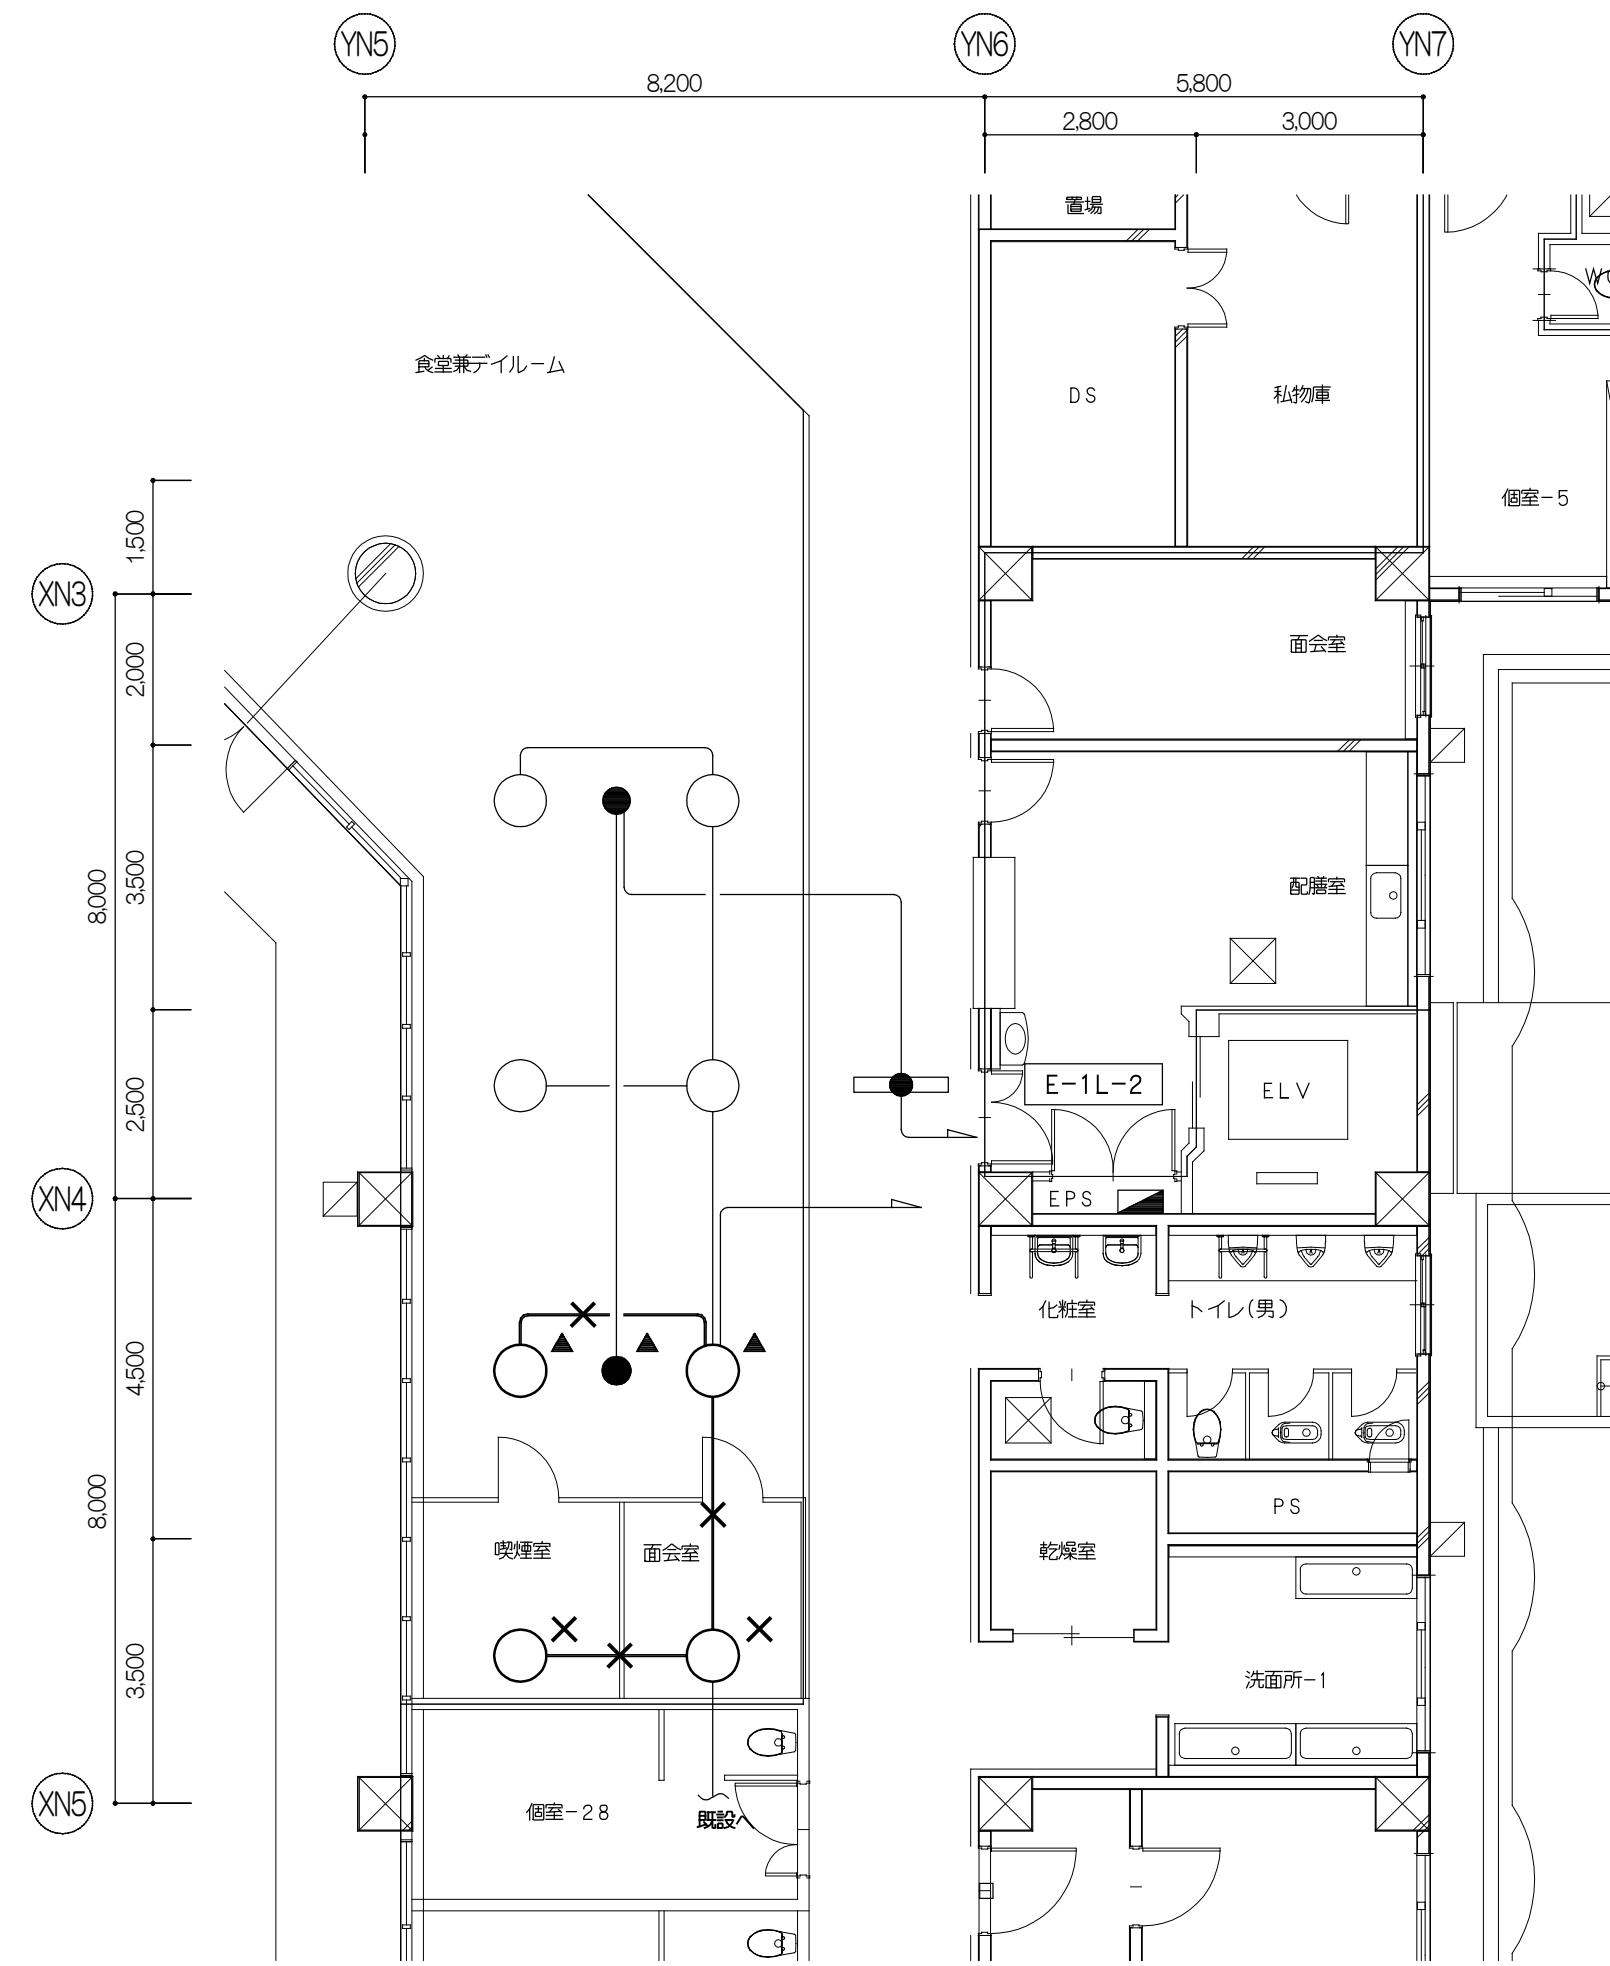 YN5
YN6
YN7
8,200
5,800
2,800
3,000
置場
食堂兼デイルーム
DS
私物庫
個室-5
1,500
XN3
面会室
2,000
8,000
3,500
配膳室
2,500
E-1L-2
ELV
XN4
EPS
化粧室
トイレ(男)
4,500
8,000
PS
喫煙室
面会室
乾燥室
3,500
洗面所-1
XN5
個室-28
既設へ